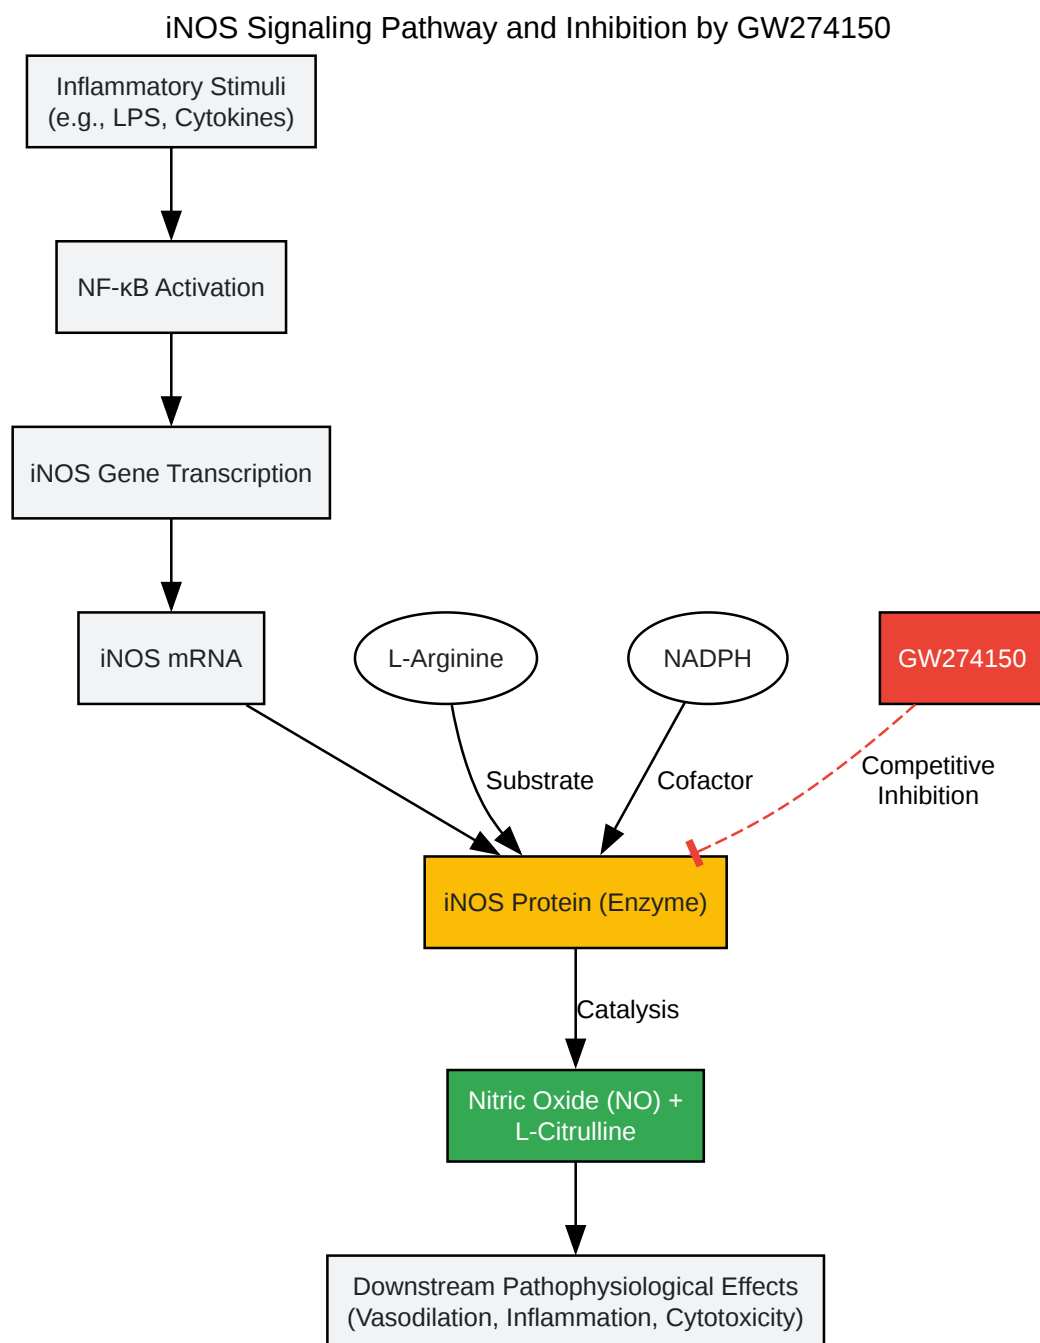 iNOS Signaling Pathway and Inhibition by GW274150
Inflammatory Stimuli
(e.g., LPS, Cytokines)
NF-κB Activation
iNOS Gene Transcription
iNOS mRNA
L-Arginine
NADPH
GW274150
Substrate
Cofactor
Competitive
Inhibition
iNOS Protein (Enzyme)
Catalysis
Nitric Oxide (NO) +
L-Citrulline
Downstream Pathophysiological Effects
(Vasodilation, Inflammation, Cytotoxicity)